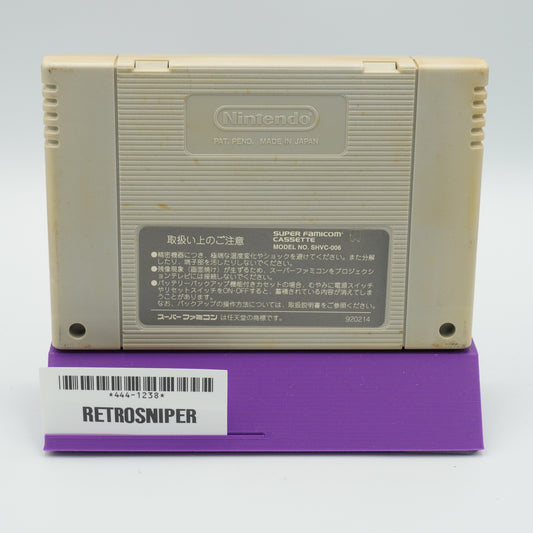 Nintendo
PAT. PEND. MADE IN JAPAN
取扱い上のご注意
SUPER FAMICOM
CASSETTE
MODEL NO. SHVC-006
●精密機器につき、極端な温度変化やショックを避けてください。また分解
したり、端子部を汚したりしないでください。
●残像現象（画面焼け）が生ずるため、スーパーファミコンをプロジェクシ
ョンテレビには接続しないでください。
●バッテリーバックアップ機能付きカセットの場合、むやみに電源スイッチ
やリセットスイッチをON-OFFすると、蓄積されている内容が消えてしま
うことがあります。
なお、バックアップの操作方法については、取扱説明書をご参照ください。
スーパーファミコンは任天堂の商標です。
920214
*444-1238*
RETROSNIPER